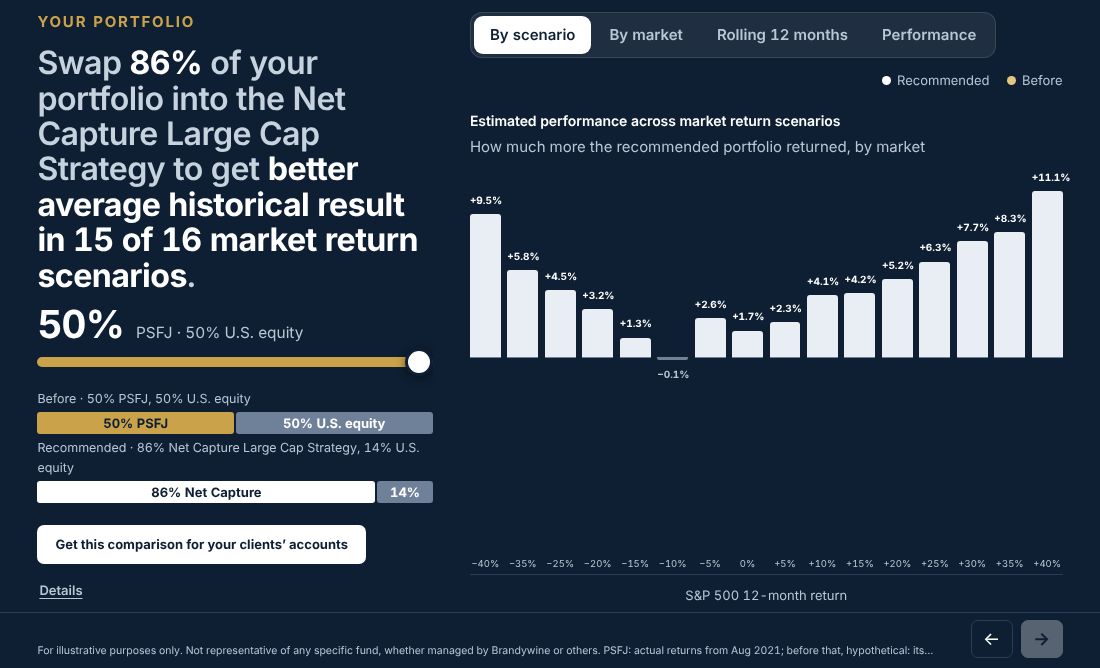 YOUR PORTFOLIO
Swap 86% of your
portfolio into the Net
Capture Large Cap
Strategy to get better
average historical result
in 15 of 16 market return
scenarios.
50% PSFJ · 50% U.S. equity
Before · 50% PSFJ, 50% U.S. equity
50% PSFJ 50% U.S. equity
Recommended · 86% Net Capture Large Cap Strategy, 14% U.S.
equity
86% Net Capture 14%
Get this comparison for your clients’ accounts
Details
By scenario By market Rolling 12 months Performance
Recommended Before
Estimated performance across market return scenarios
How much more the recommended portfolio returned, by market
+9.5% +5.8% +4.5% +3.2% +1.3% −0.1% +2.6% +1.7% +2.3% +4.1% +4.2% +5.2% +6.3% +7.7% +8.3% +11.1%
−40% −35% −25% −20% −15% −10% −5% 0% +5% +10% +15% +20% +25% +30% +35% +40%
S&P 500 12-month return
For illustrative purposes only. Not representative of any specific fund, whether managed by Brandywine or others. PSFJ: actual returns from Aug 2021; before that, hypothetical: its…
← →